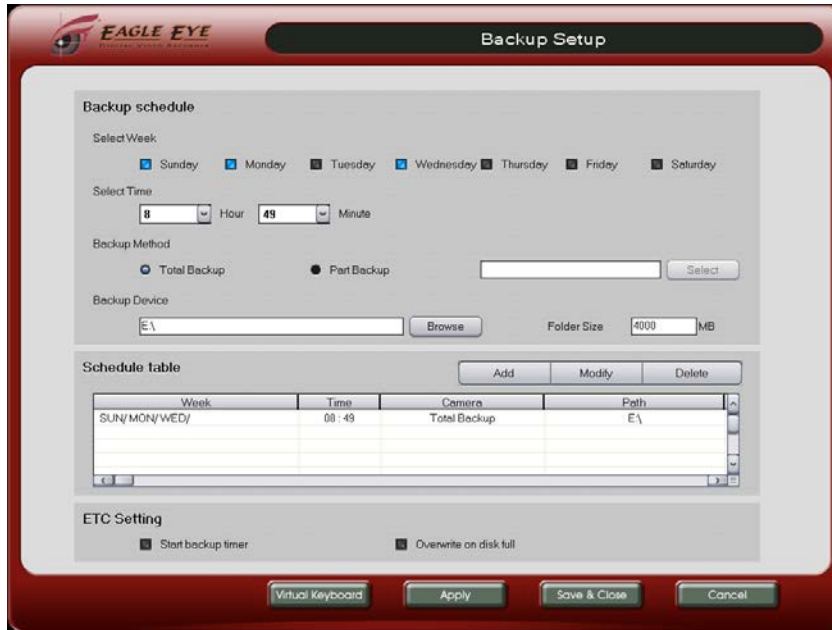 EAGLE EYE
DIGITAL VIDEO RECORDER
Backup Setup
Backup schedule
Select Week
Sunday Monday Tuesday Wednesday Thursday Friday Saturday
Select Time
8 Hour 49 Minute
Backup Method
Total Backup Part Backup Select
Backup Device
E:\ Browse Folder Size 4000 MB
Schedule table Add Modify Delete
Week Time Camera Path
SUN/MON/WED/ 08:49 Total Backup E:\
ETC Setting
Start backup timer Overwrite on disk full
Virtual Keyboard Apply Save & Close Cancel